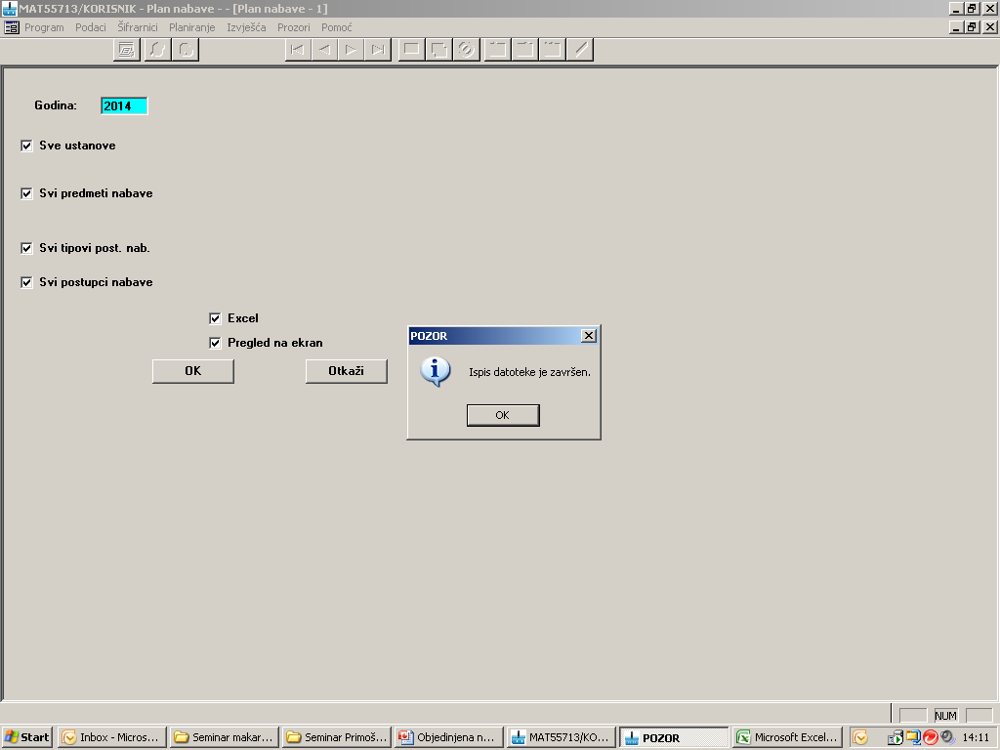 MAT55713/KORISNIK - Plan nabave - - [Plan nabave - 1]
Program Podaci Šifrarnici Planiranje Izvješća Prozori Pomoć
Godina: 2014
Sve ustanove
Svi predmeti nabave
Svi tipovi post. nab.
Svi postupci nabave
Excel
Pregled na ekran
OK Otkaži
POZOR
Ispis datoteke je završen.
OK
NUM
Start Inbox - Micros... Seminar makar... Seminar Primoš... Objedinjena n... MAT55713/KO... POZOR Microsoft Excel... 14:11